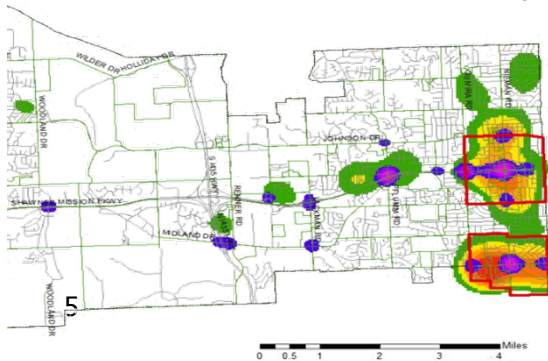 WILDER DR
HOLLIDAY DR
WOODLAND DR
NIEMAN RD
JOHNSON DR
S I435 HWY
RENNER RD
SHAWNEE MISSION PKWY
MIDLAND DR
WOODLAND DR
5
Miles
0 0.5 1 2 3 4